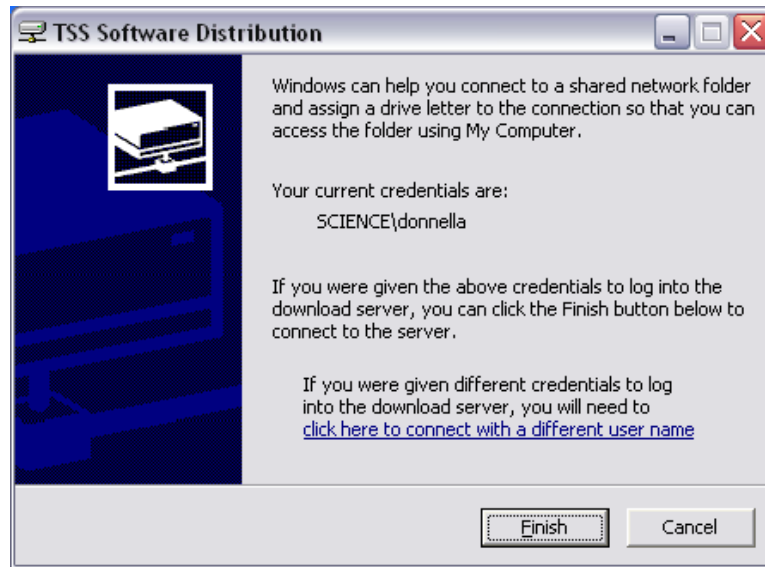 TSS Software Distribution
Windows can help you connect to a shared network folder
and assign a drive letter to the connection so that you can
access the folder using My Computer.
Your current credentials are:
SCIENCE\donnella
If you were given the above credentials to log into the
download server, you can click the Finish button below to
connect to the server.
If you were given different credentials to log
into the download server, you will need to
click here to connect with a different user name
Finish
Cancel